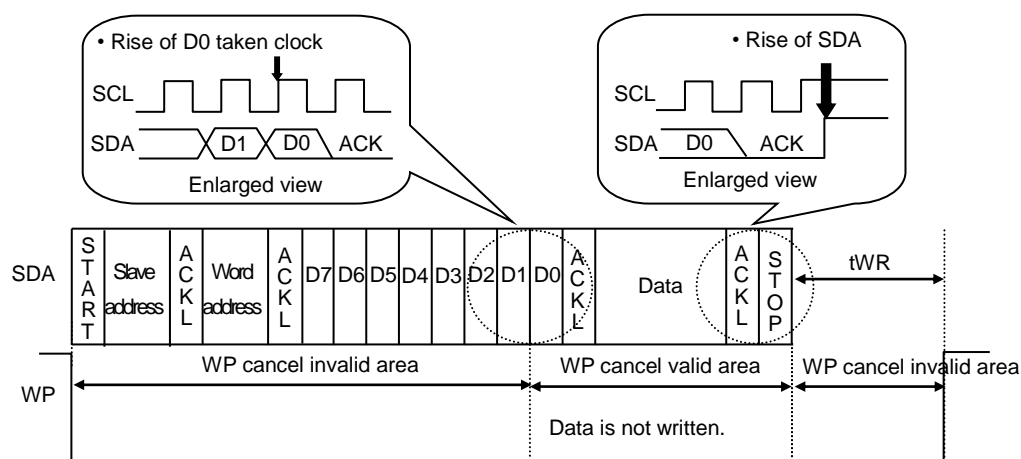 • Rise of D0 taken clock
SCL
SDA
D1
D0
ACK
Enlarged view
• Rise of SDA
SCL
SDA
D0
ACK
Enlarged view
SDA
START
Slave
address
ACKL
Word
address
ACKL
D7
D6
D5
D4
D3
D2
D1
D0
ACKL
Data
ACKL
STOP
tWR
WP
WP cancel invalid area
WP cancel valid area
WP cancel invalid area
Data is not written.